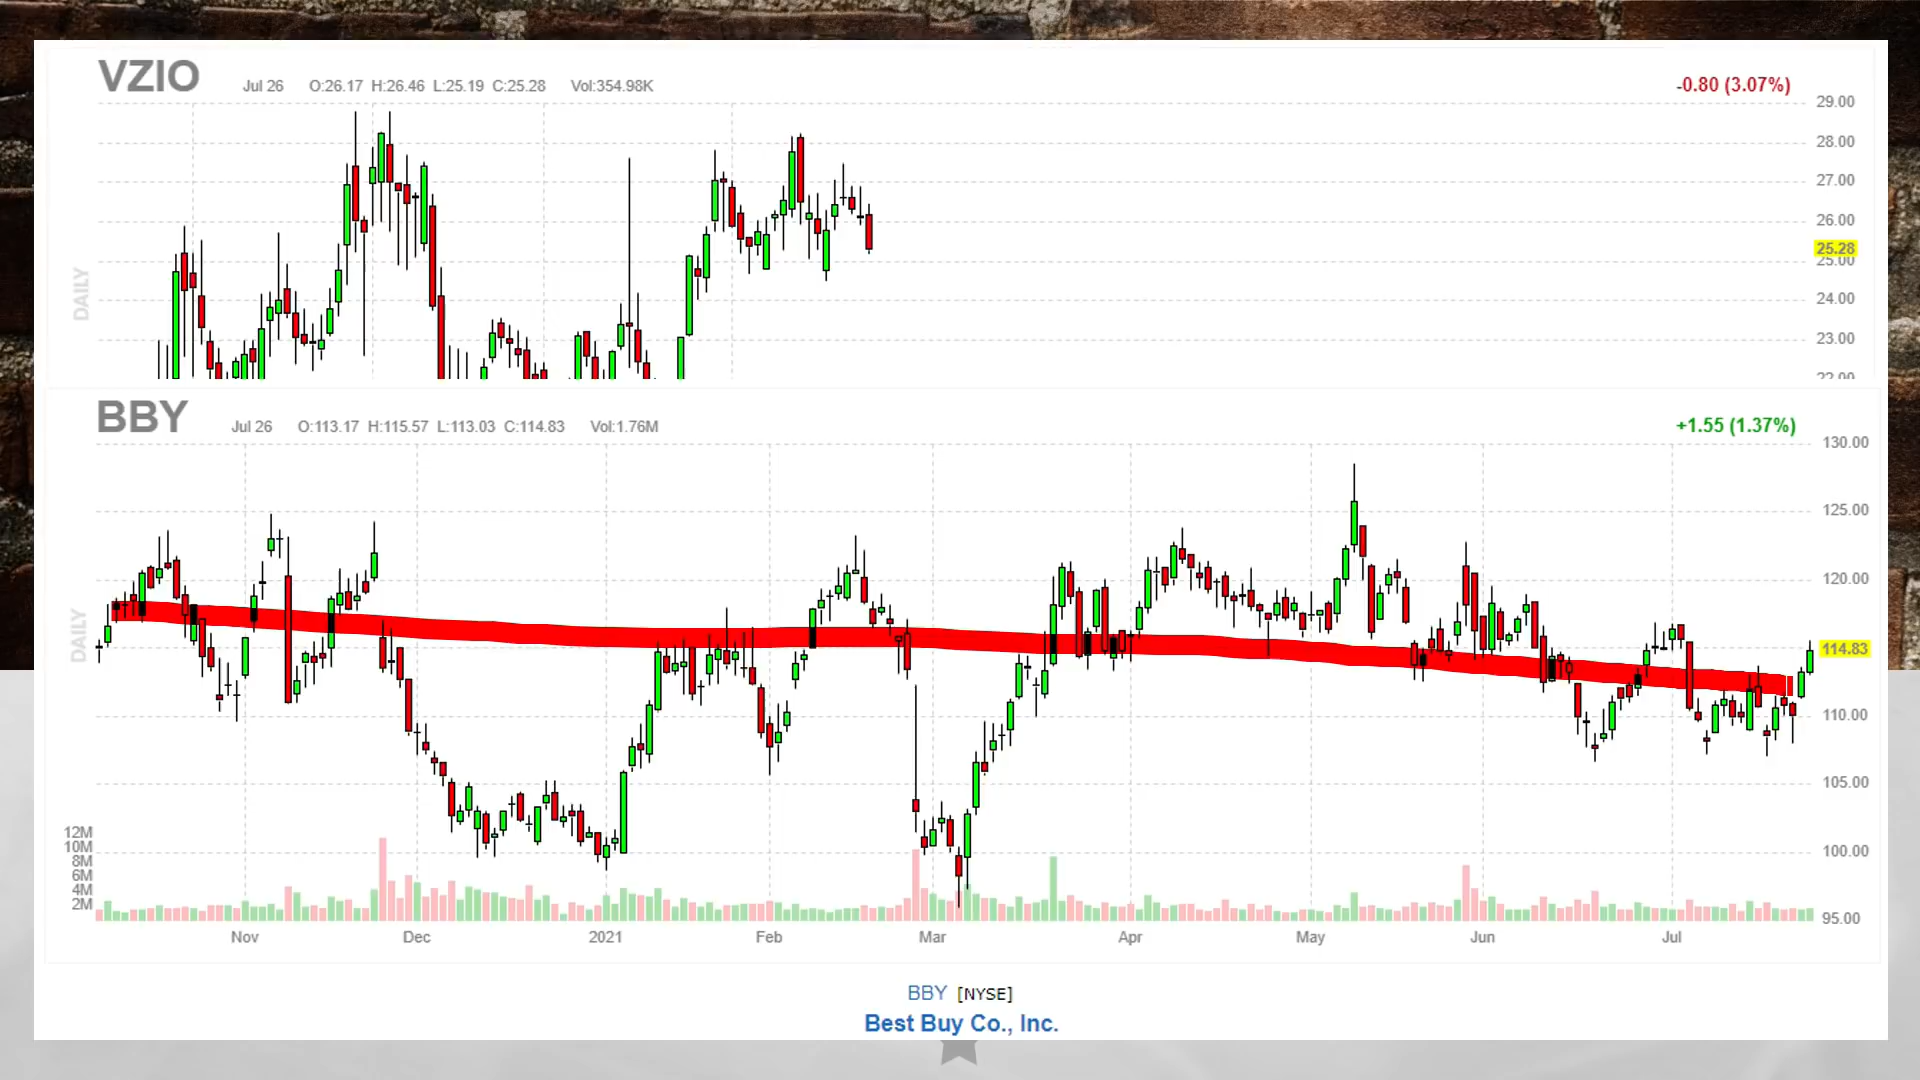 VZIO Jul 26 O:26.17 H:26.46 L:25.19 C:25.28 Vol:354.98K -0.80 (3.07%)
29.00
28.00
27.00
26.00
25.28
25.00
24.00
23.00
22.00
DAILY
BBY Jul 26 O:113.17 H:115.57 L:113.03 C:114.83 Vol:1.76M +1.55 (1.37%)
130.00
125.00
120.00
114.83
110.00
105.00
100.00
95.00
DAILY
12M
10M
8M
6M
4M
2M
Nov Dec 2021 Feb Mar Apr May Jun Jul
BBY [NYSE]
Best Buy Co., Inc.